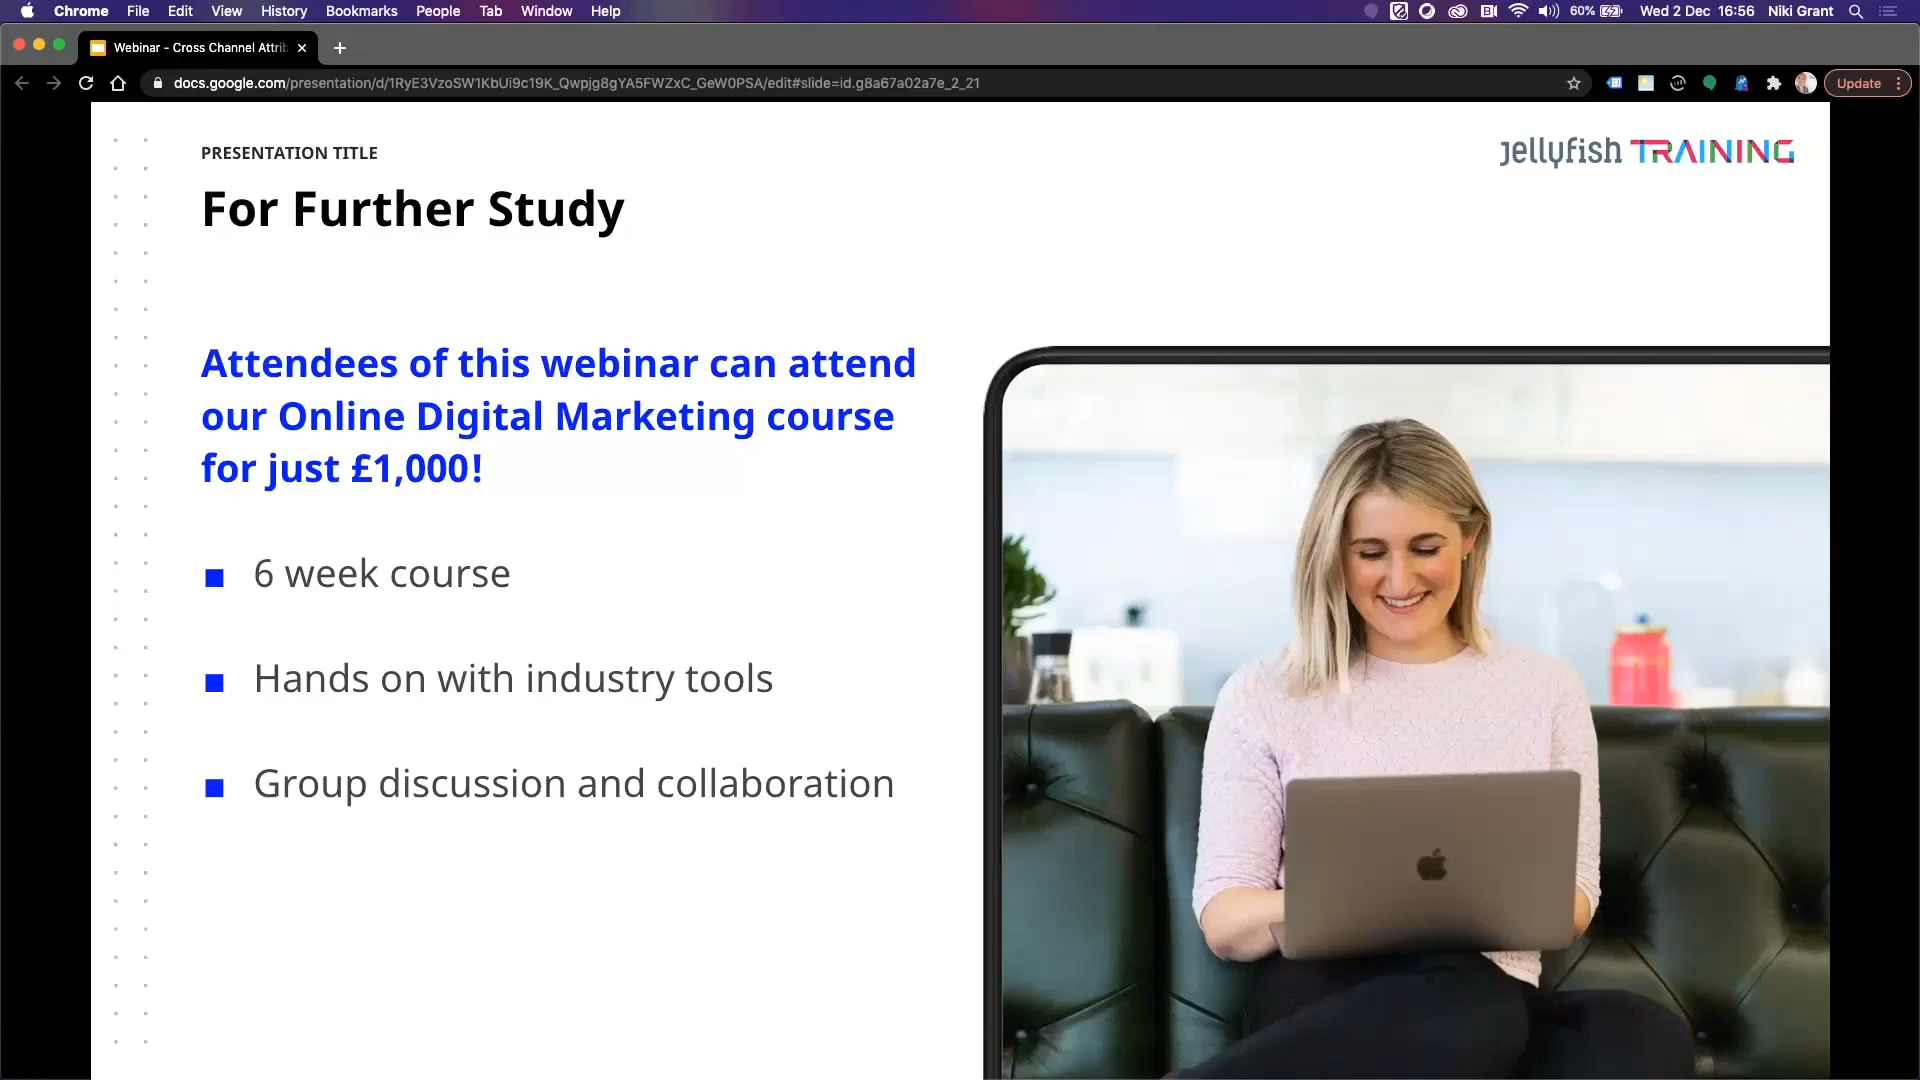 Chrome File Edit View History Bookmarks People Tab Window Help 60% Wed 2 Dec 16:56 Niki Grant
Webinar - Cross Channel Attrib
docs.google.com/presentation/d/1RyE3VzoSW1KbUi9c19K_Qwpjg8gYA5FWZxC_GeW0PSA/edit#slide=id.g8a67a02a7e_2_21 Update
PRESENTATION TITLE
jellyfish TRAINING
For Further Study
Attendees of this webinar can attend
our Online Digital Marketing course
for just £1,000!
6 week course
Hands on with industry tools
Group discussion and collaboration